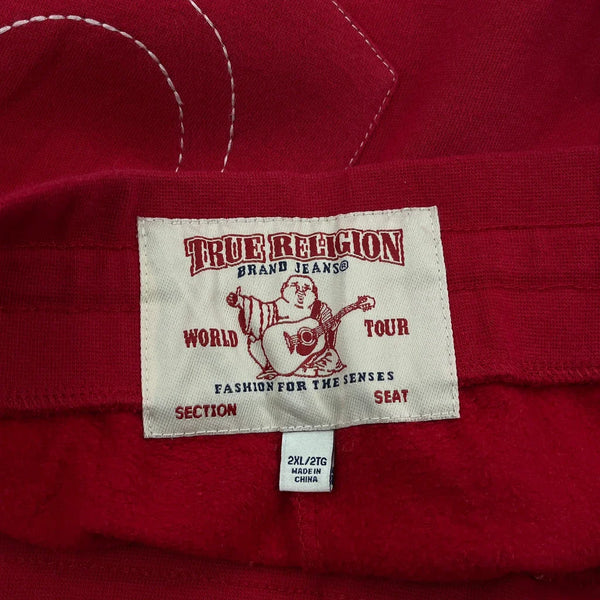 TRUE RELIGION
BRAND JEANS®
WORLD TOUR
FASHION FOR THE SENSES
SECTION SEAT
2XL/2TG
MADE IN
CHINA